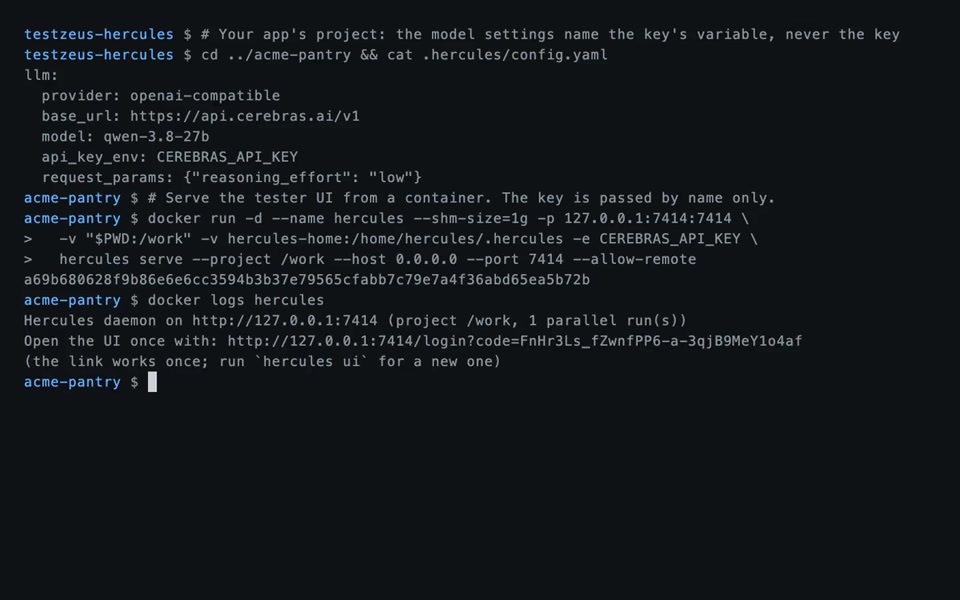 testzeus-hercules $ # Your app's project: the model settings name the key's variable, never the key
testzeus-hercules $ cd ../acme-pantry && cat .hercules/config.yaml
llm:
  provider: openai-compatible
  base_url: https://api.cerebras.ai/v1
  model: qwen-3.8-27b
  api_key_env: CEREBRAS_API_KEY
  request_params: {"reasoning_effort": "low"}
acme-pantry $ # Serve the tester UI from a container. The key is passed by name only.
acme-pantry $ docker run -d --name hercules --shm-size=1g -p 127.0.0.1:7414:7414 \
>   -v "$PWD:/work" -v hercules-home:/home/hercules/.hercules -e CEREBRAS_API_KEY \
>   hercules serve --project /work --host 0.0.0.0 --port 7414 --allow-remote
a69b680628f9b86e6e6cc3594b3b37e79565cfabb7c79e7a4f36abd65ea5b72b
acme-pantry $ docker logs hercules
Hercules daemon on http://127.0.0.1:7414 (project /work, 1 parallel run(s))
Open the UI once with: http://127.0.0.1:7414/login?code=FnHr3Ls_fZwnfPP6-a-3qjB9MeY1o4af
(the link works once; run `hercules ui` for a new one)
acme-pantry $